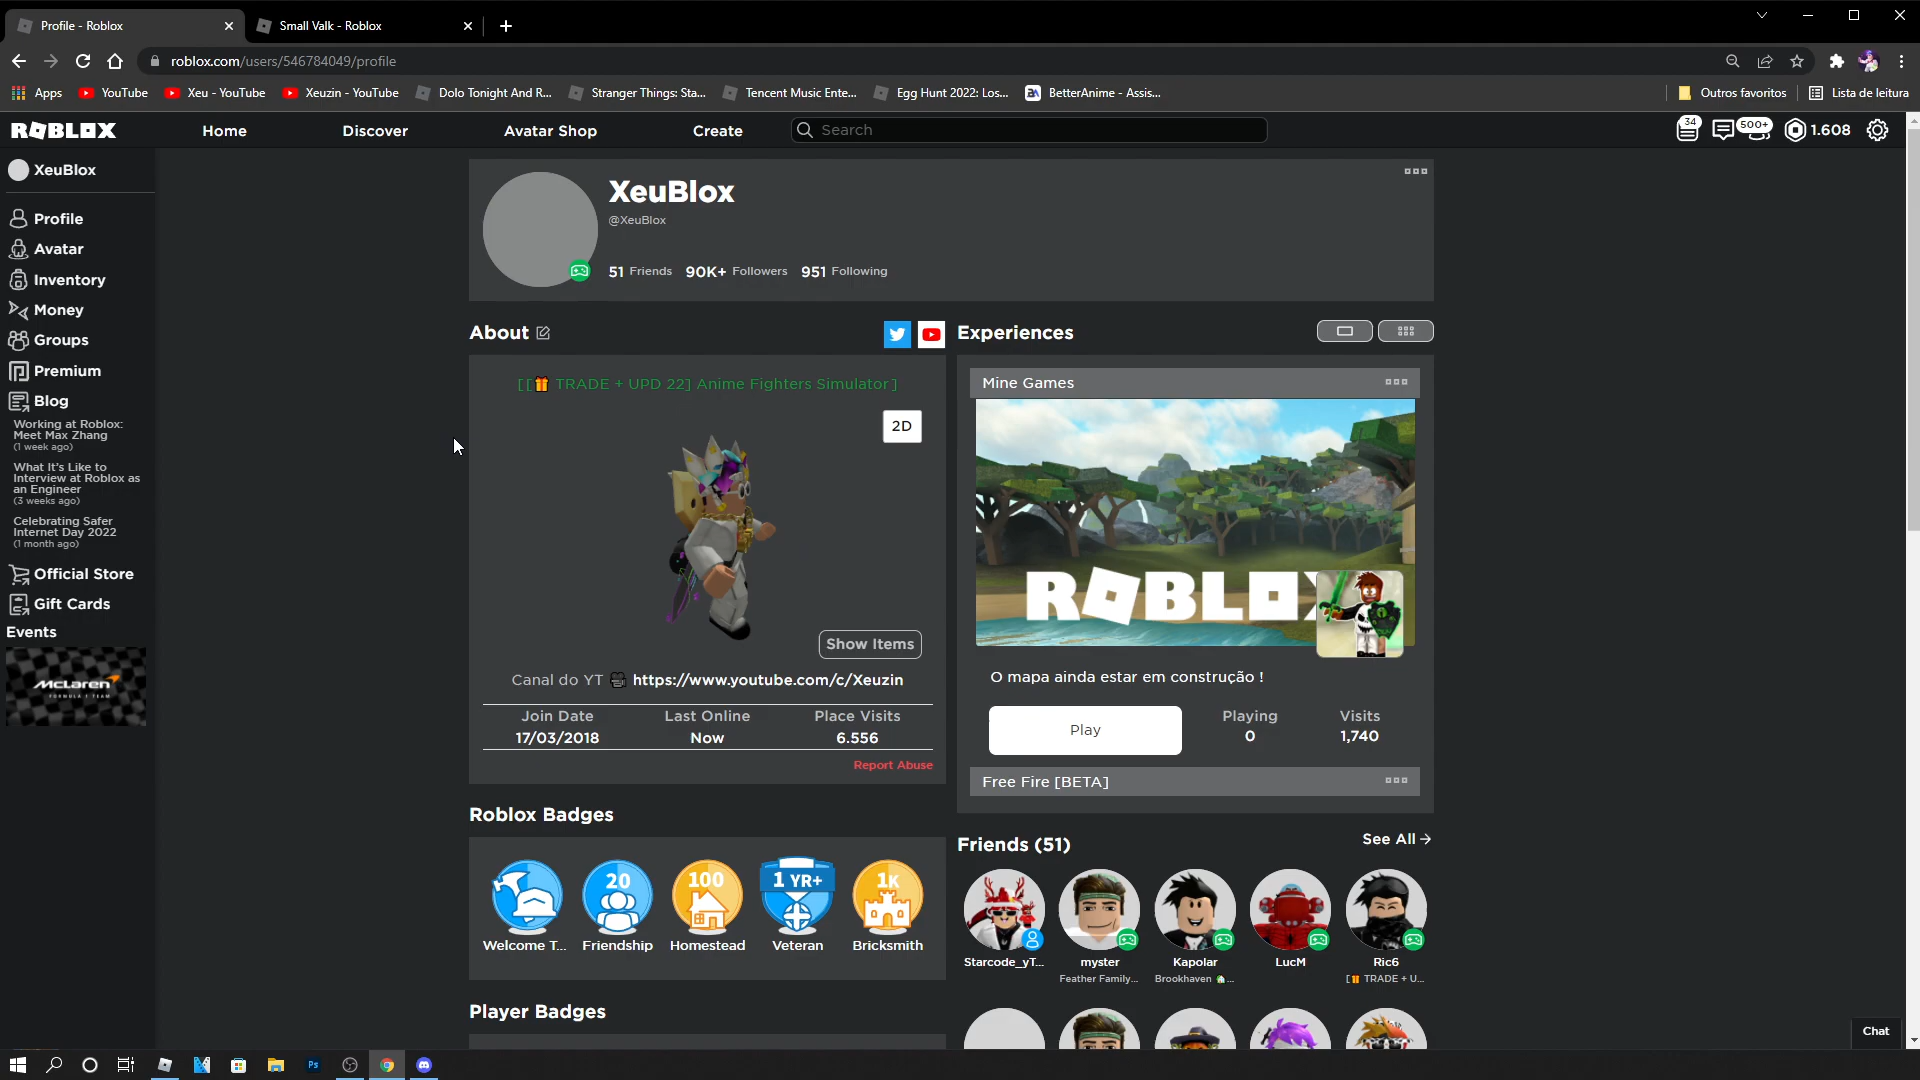 Profile - Roblox
Small Valk - Roblox
roblox.com/users/546784049/profile
Apps
YouTube
Xeu - YouTube
Xeuzin - YouTube
Dolo Tonight And R...
Stranger Things: Sta...
Tencent Music Ente...
Egg Hunt 2022: Los...
BetterAnime - Assis...
Outros favoritos
Lista de leitura
ROBLOX
Home
Discover
Avatar Shop
Create
Search
34
500+
1.608
XeuBlox
Profile
Avatar
Inventory
Money
Groups
Premium
Blog
Working at Roblox:
Meet Max Zhang
(1 week ago)
What It's Like to
Interview at Roblox as
an Engineer
(3 weeks ago)
Celebrating Safer
Internet Day 2022
(1 month ago)
Official Store
Gift Cards
Events
McLaren
FORMULA 1 TEAM
XeuBlox
@XeuBlox
51 Friends 90K+ Followers 951 Following
About
[[🎁 TRADE + UPD 22] Anime Fighters Simulator]
2D
Show Items
Canal do YT 🎥 https://www.youtube.com/c/Xeuzin
Join Date Last Online Place Visits
17/03/2018 Now 6.556
Report Abuse
Roblox Badges
20
100
1 YR+
1K
Welcome T...
Friendship
Homestead
Veteran
Bricksmith
Player Badges
Experiences
Mine Games
ROBLOX
O mapa ainda estar em construção !
Play
Playing Visits
0 1,740
Free Fire [BETA]
Friends (51)
See All
Starcode_yT...
myster
Kapolar
LucM
Ric6
Feather Family...
Brookhaven 🏠...
[🎁 TRADE + U...
Chat
Ps